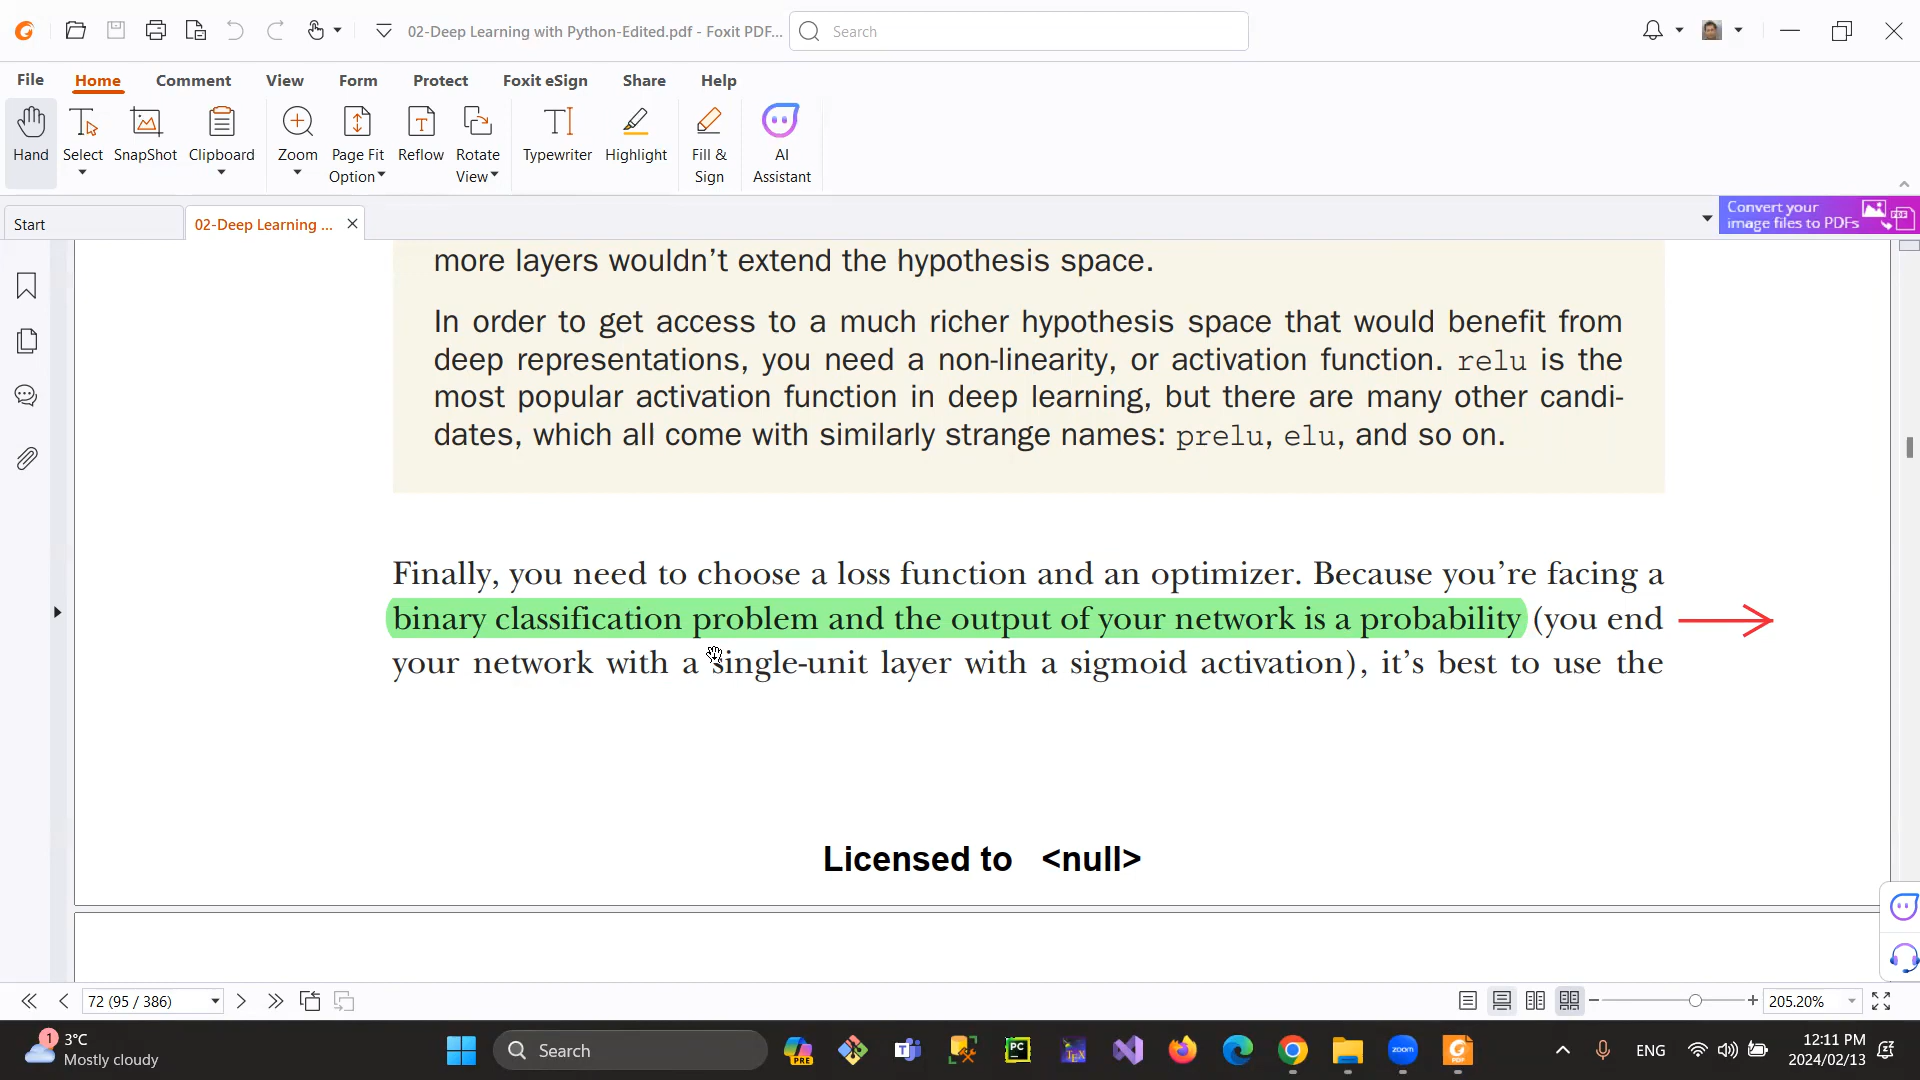 02-Deep Learning with Python-Edited.pdf - Foxit PDF...
Search
File Home Comment View Form Protect Foxit eSign Share Help
Hand
Select
SnapShot
Clipboard
Zoom
Page Fit
Option
Reflow
Rotate
View
Typewriter
Highlight
Fill &
Sign
AI
Assistant
Start
02-Deep Learning ...
Convert your
image files to PDFs
PDF
more layers wouldn't extend the hypothesis space.
In order to get access to a much richer hypothesis space that would benefit from
deep representations, you need a non-linearity, or activation function. relu is the
most popular activation function in deep learning, but there are many other candi-
dates, which all come with similarly strange names: prelu, elu, and so on.
Finally, you need to choose a loss function and an optimizer. Because you're facing a
binary classification problem and the output of your network is a probability (you end
your network with a single-unit layer with a sigmoid activation), it's best to use the
Licensed to <null>
72 (95 / 386)
205.20%
1
3°C
Mostly cloudy
Search
PRE
PC
TEX
zoom
PDF
ENG
12:11 PM
2024/02/13